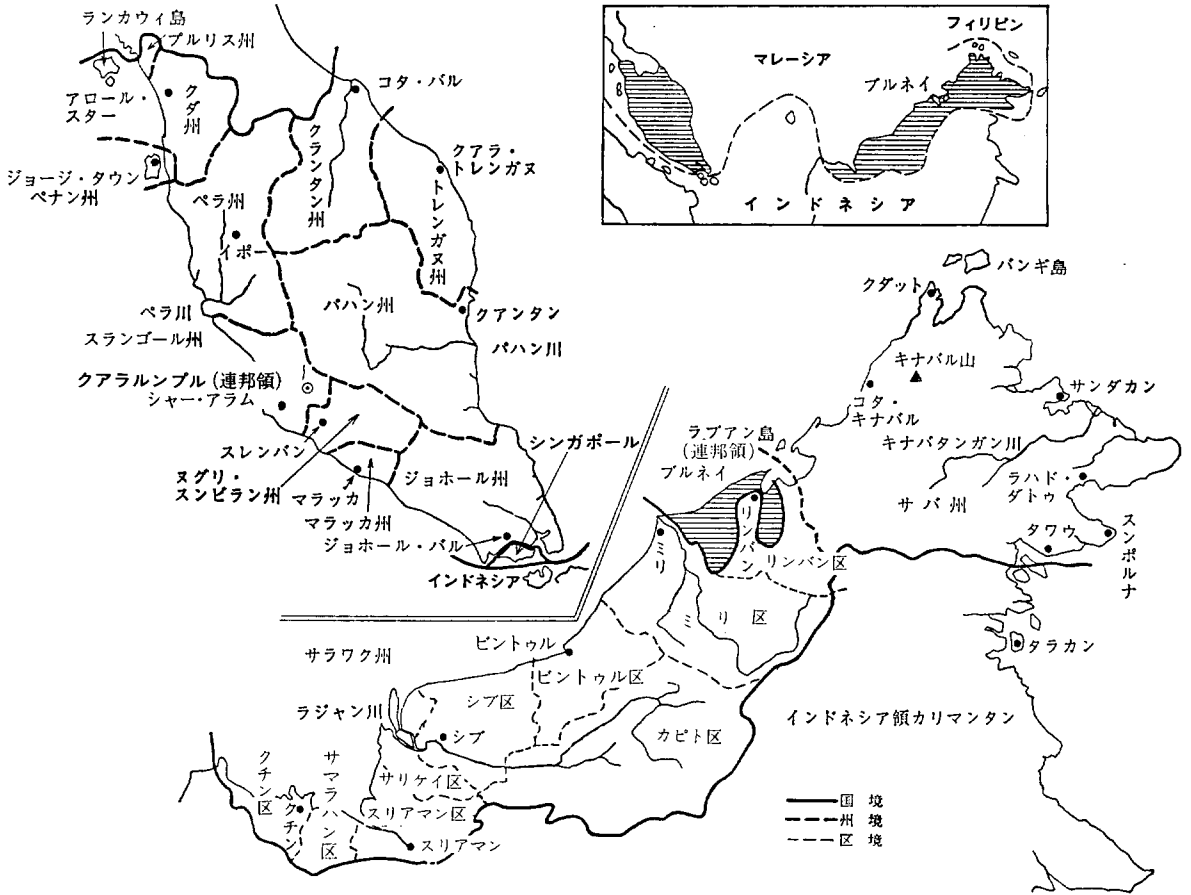 ランカウィ島
プルリス州
アロール・
スター
クダ州
コタ・バル
クランタン州
クアラ・
トレンガヌ
トレンガヌ州
ジョージ・タウン
ペナン州
ペラ州
イポー
ペラ川
スランゴール州
パハン州
クアンタン
パハン川
クアラルンプル(連邦領)
シャー・アラム
スレンバン
ヌグリ・
スンビラン州
マラッカ
マラッカ州
ジョホール州
シンガポール
ジョホール・バル
インドネシア
フィリピン
マレーシア
ブルネイ
インドネシア
バンギ島
クダット
キナバル山
コタ・
キナバル
サンダカン
キナバタンガン川
ラハド・
ダトゥ
サバ州
タワウ
スンポルナ
ラブアン島
(連邦領)
ブルネイ
リンバン
リンバン区
ミリ
ミリ区
タラカン
ビントゥル
サラワク州
ビントゥル区
シブ区
ラジャン川
シブ
カピト区
インドネシア領カリマンタン
サリケイ区
クチン区
クチン
サマラハン区
スリアマン区
スリアマン
国境
州境
区境